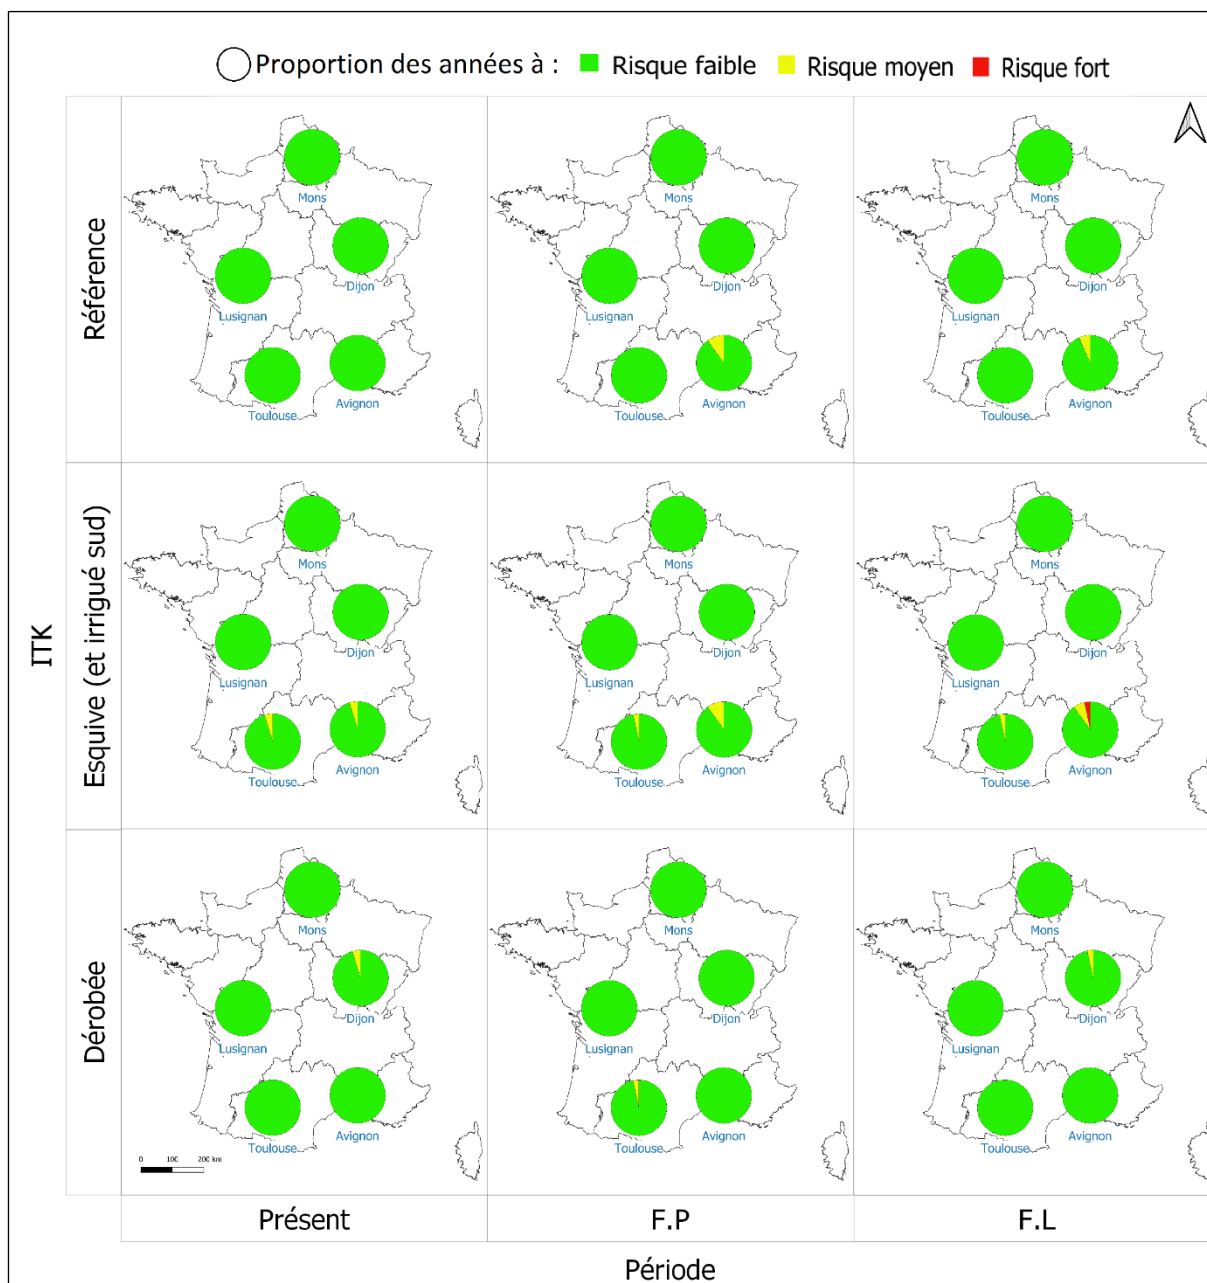 Proportion des années à : Risque faible Risque moyen Risque fort
ITK
Référence
Mons
Dijon
Lusignan
Toulouse
Avignon
Mons
Dijon
Lusignan
Toulouse
Avignon
Mons
Dijon
Lusignan
Toulouse
Avignon
Esquive (et irrigué sud)
Mons
Dijon
Lusignan
Toulouse
Avignon
Mons
Dijon
Lusignan
Toulouse
Avignon
Mons
Dijon
Lusignan
Toulouse
Avignon
Dérobée
Mons
Dijon
Lusignan
Toulouse
Avignon
0 100 200 km
Mons
Dijon
Lusignan
Toulouse
Avignon
Mons
Dijon
Lusignan
Toulouse
Avignon
Présent F.P F.L
Période